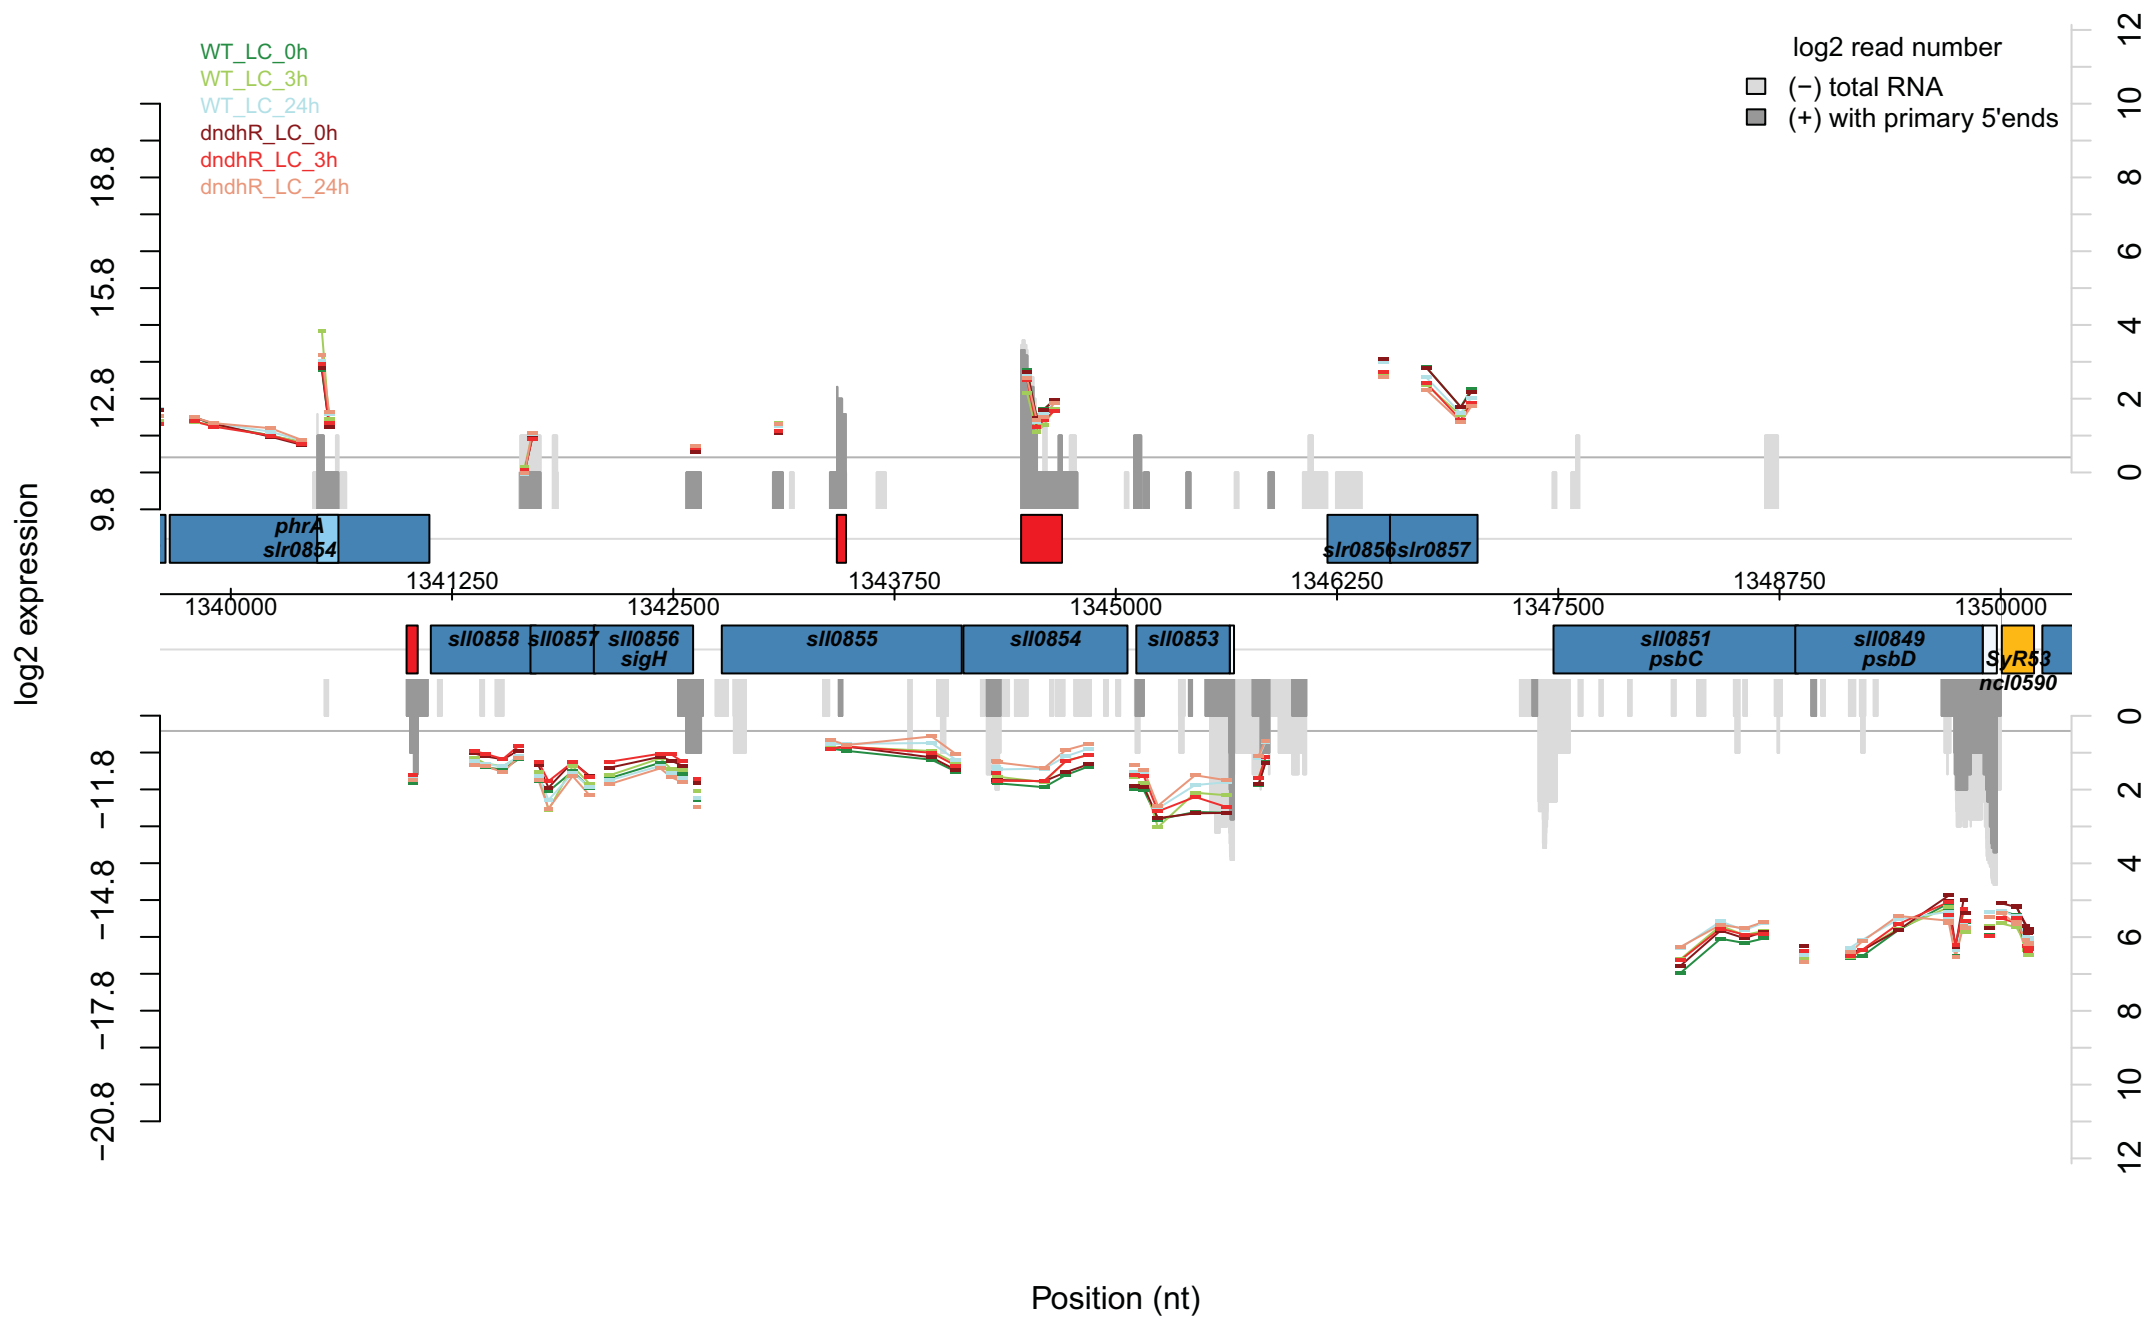 WT_LC_0h
WT_LC_3h
WT_LC_24h
dndhR_LC_0h
dndhR_LC_3h
dndhR_LC_24h
log2 read number
(−) total RNA
(+) with primary 5'ends
log2 expression
18.8
15.8
12.8
9.8
12
10
8
6
4
2
0
phrA
slr0854
slr0856
slr0857
1341250
1343750
1346250
1348750
1340000
1342500
1345000
1347500
1350000
sll0858
sll0857
sll0856
sigH
sll0855
sll0854
sll0853
sll0851
psbC
sll0849
psbD
SyR53
ncl0590
−11.8
−14.8
−17.8
−20.8
0
2
4
6
8
10
12
Position (nt)